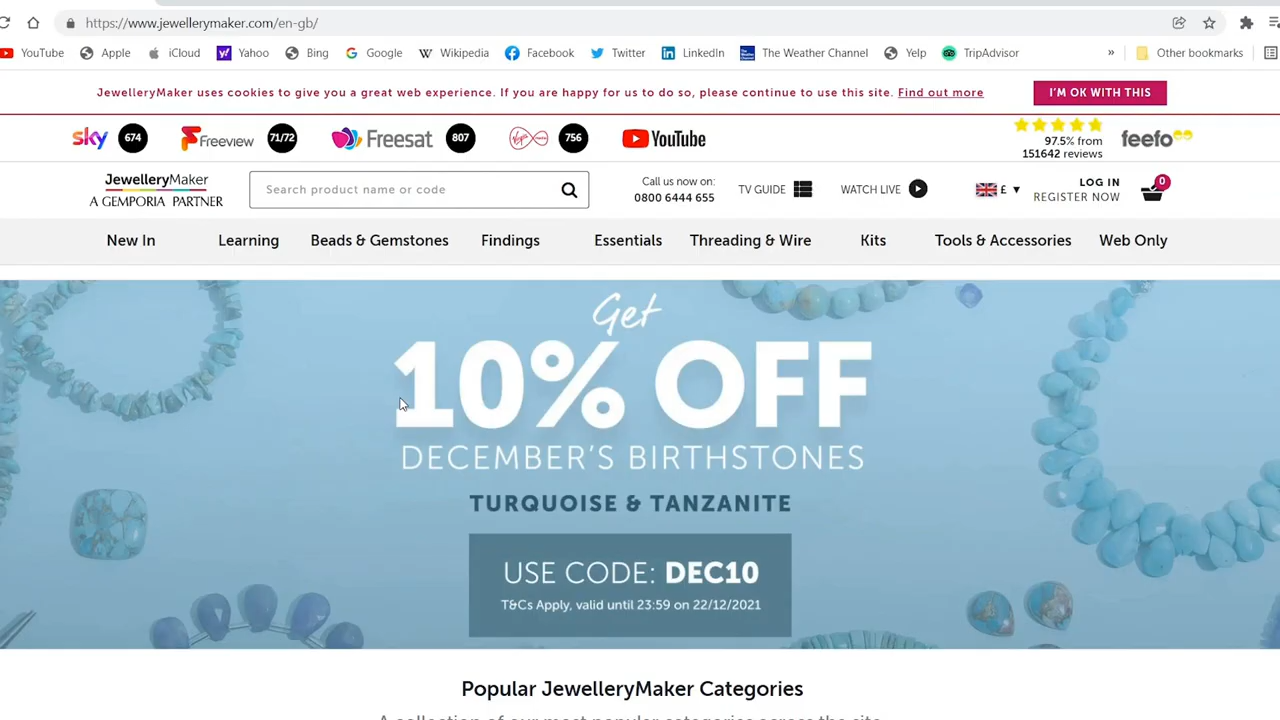 https://www.jewellerymaker.com/en-gb/
YouTube Apple iCloud Yahoo Bing Google Wikipedia Facebook Twitter LinkedIn The Weather Channel Yelp TripAdvisor » Other bookmarks
JewelleryMaker uses cookies to give you a great web experience. If you are happy for us to do so, please continue to use this site. Find out more
I'M OK WITH THIS
sky 674 Freeview 71/72 Freesat 807 756 YouTube
97.5% from
151642 reviews
feefo
JewelleryMaker
A GEMPORIA PARTNER
Search product name or code
Call us now on:
0800 6444 655
TV GUIDE
WATCH LIVE
£
LOG IN
REGISTER NOW
0
New In Learning Beads & Gemstones Findings Essentials Threading & Wire Kits Tools & Accessories Web Only
Get
10% OFF
DECEMBER'S BIRTHSTONES
TURQUOISE & TANZANITE
USE CODE: DEC10
T&Cs Apply, valid until 23:59 on 22/12/2021
Popular JewelleryMaker Categories
A collection of our most popular categories across the site